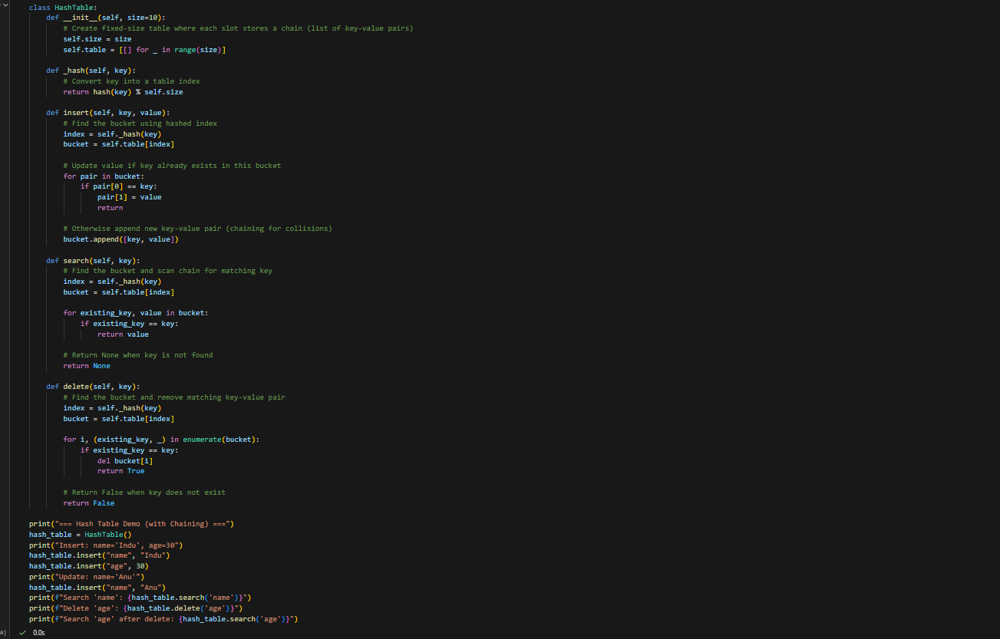 class HashTable:
    def __init__(self, size=10):
        # Create fixed-size table where each slot stores a chain (list of key-value pairs)
        self.size = size
        self.table = [[] for _ in range(size)]

    def _hash(self, key):
        # Convert key into a table index
        return hash(key) % self.size

    def insert(self, key, value):
        # Find the bucket using hashed index
        index = self._hash(key)
        bucket = self.table[index]

        # Update value if key already exists in this bucket
        for pair in bucket:
            if pair[0] == key:
                pair[1] = value
                return

        # Otherwise append new key-value pair (chaining for collisions)
        bucket.append([key, value])

    def search(self, key):
        # Find the bucket and scan chain for matching key
        index = self._hash(key)
        bucket = self.table[index]

        for existing_key, value in bucket:
            if existing_key == key:
                return value

        # Return None when key is not found
        return None

    def delete(self, key):
        # Find the bucket and remove matching key-value pair
        index = self._hash(key)
        bucket = self.table[index]

        for i, (existing_key, _) in enumerate(bucket):
            if existing_key == key:
                del bucket[i]
                return True

        # Return False when key does not exist
        return False

print("=== Hash Table Demo (with Chaining) ===")
hash_table = HashTable()
print("Insert: name='Indu', age=30")
hash_table.insert("name", "Indu")
hash_table.insert("age", 30)
print("Update: name='Anu'")
hash_table.insert("name", "Anu")
print(f"Search 'name': {hash_table.search('name')}")
print(f"Delete 'age': {hash_table.delete('age')}")
print(f"Search 'age' after delete: {hash_table.search('age')}")
0.0s